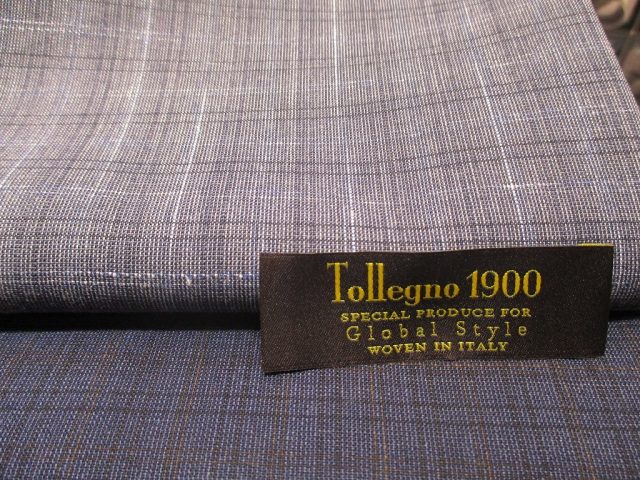 Tollegno 1900
SPECIAL PRODUCE FOR
Global Style
WOVEN IN ITALY